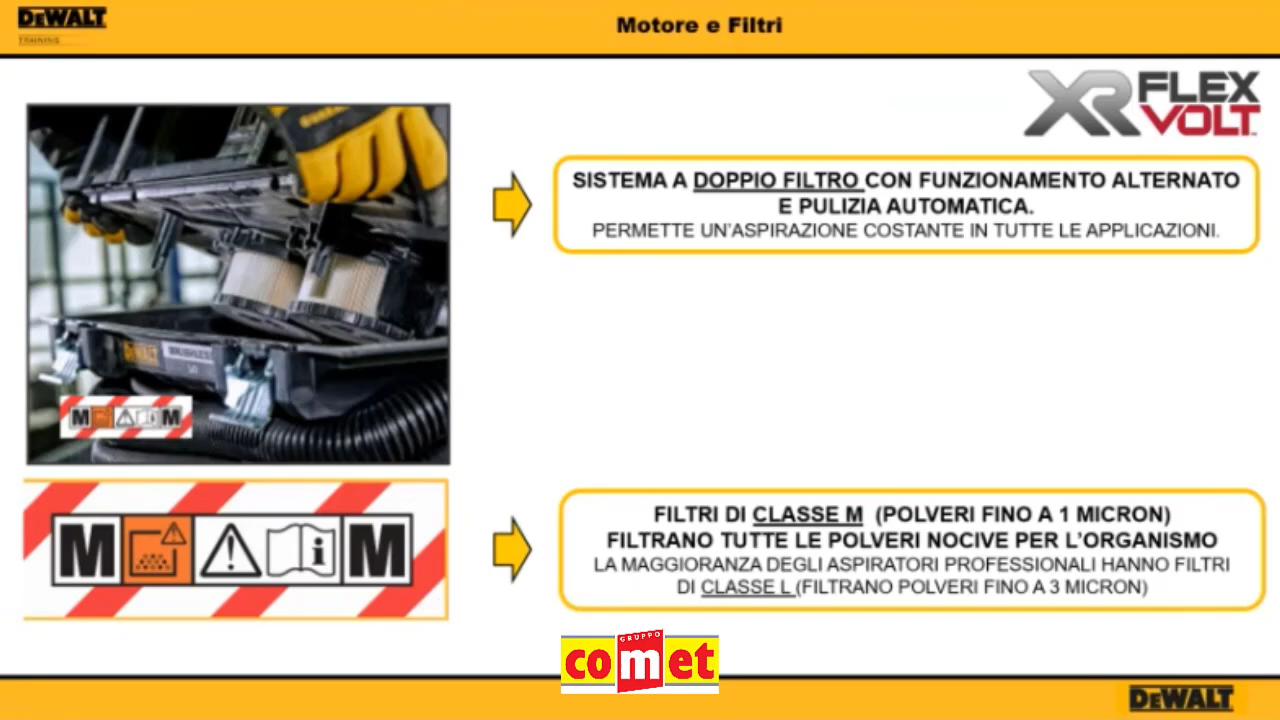 DEWALT
TRAINING
Motore e Filtri
XR FLEX
VOLT
SISTEMA A DOPPIO FILTRO CON FUNZIONAMENTO ALTERNATO
E PULIZIA AUTOMATICA.
PERMETTE UN'ASPIRAZIONE COSTANTE IN TUTTE LE APPLICAZIONI.
DEWALT BRUSHLESS
M M
M i M
FILTRI DI CLASSE M (POLVERI FINO A 1 MICRON)
FILTRANO TUTTE LE POLVERI NOCIVE PER L'ORGANISMO
LA MAGGIORANZA DEGLI ASPIRATORI PROFESSIONALI HANNO FILTRI
DI CLASSE L (FILTRANO POLVERI FINO A 3 MICRON)
GRUPPO
comet
DEWALT